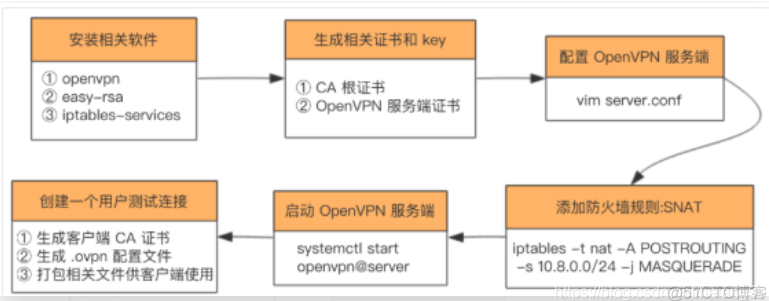 安装相关软件
① openvpn
② easy-rsa
③ iptables-services
生成相关证书和 key
① CA 根证书
② OpenVPN 服务端证书
配置 OpenVPN 服务端
vim server.conf
添加防火墙规则:SNAT
iptables -t nat -A POSTROUTING
-s 10.8.0.0/24 -j MASQUERADE
启动 OpenVPN 服务端
systemctl start
openvpn@server
创建一个用户测试连接
① 生成客户端 CA 证书
② 生成 .ovpn 配置文件
③ 打包相关文件供客户端使用
@51CTO博客